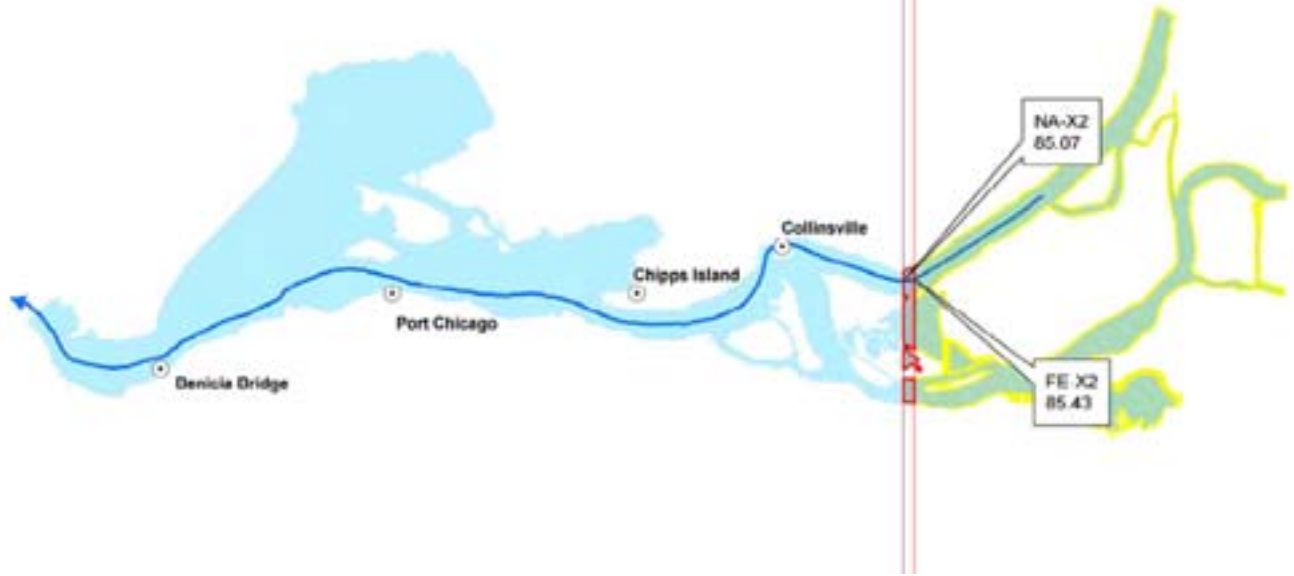 NA-X2
85.07
Collinsville
Chipps Island
Port Chicago
Benicia Bridge
FE X2
85.43